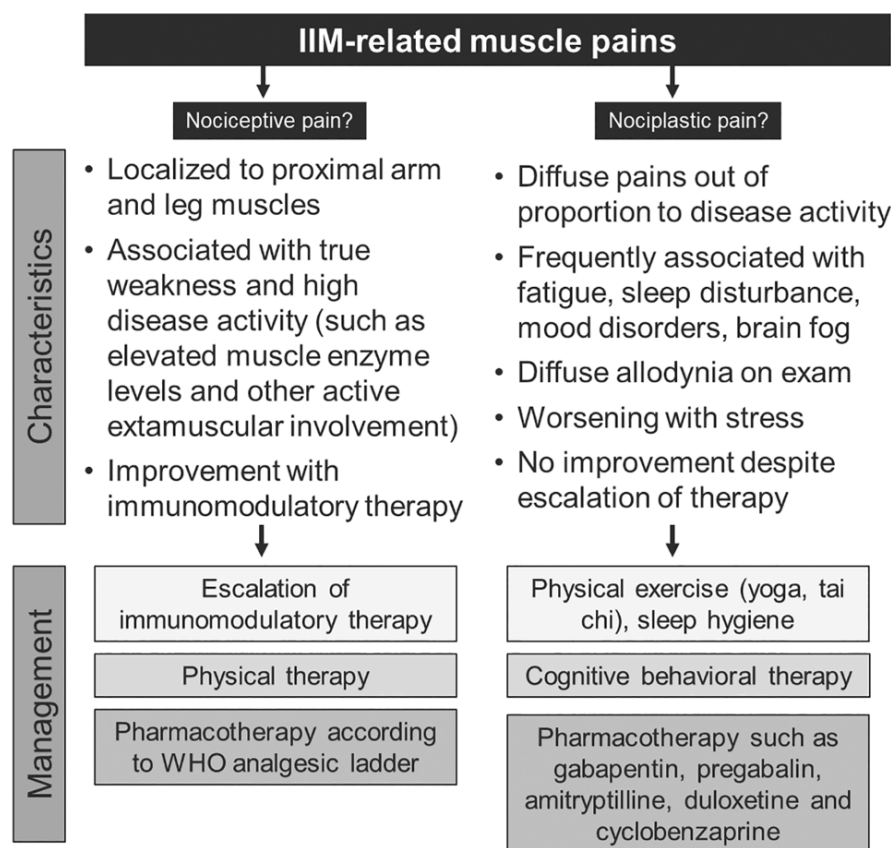 IIM-related muscle pains
Nociceptive pain?
Nociplastic pain?
Characteristics
• Localized to proximal arm
and leg muscles
• Associated with true
weakness and high
disease activity (such as
elevated muscle enzyme
levels and other active
extamuscular involvement)
• Improvement with
immunomodulatory therapy
• Diffuse pains out of
proportion to disease activity
• Frequently associated with
fatigue, sleep disturbance,
mood disorders, brain fog
• Diffuse allodynia on exam
• Worsening with stress
• No improvement despite
escalation of therapy
Management
Escalation of
immunomodulatory therapy
Physical therapy
Pharmacotherapy according
to WHO analgesic ladder
Physical exercise (yoga, tai
chi), sleep hygiene
Cognitive behavioral therapy
Pharmacotherapy such as
gabapentin, pregabalin,
amitryptilline, duloxetine and
cyclobenzaprine